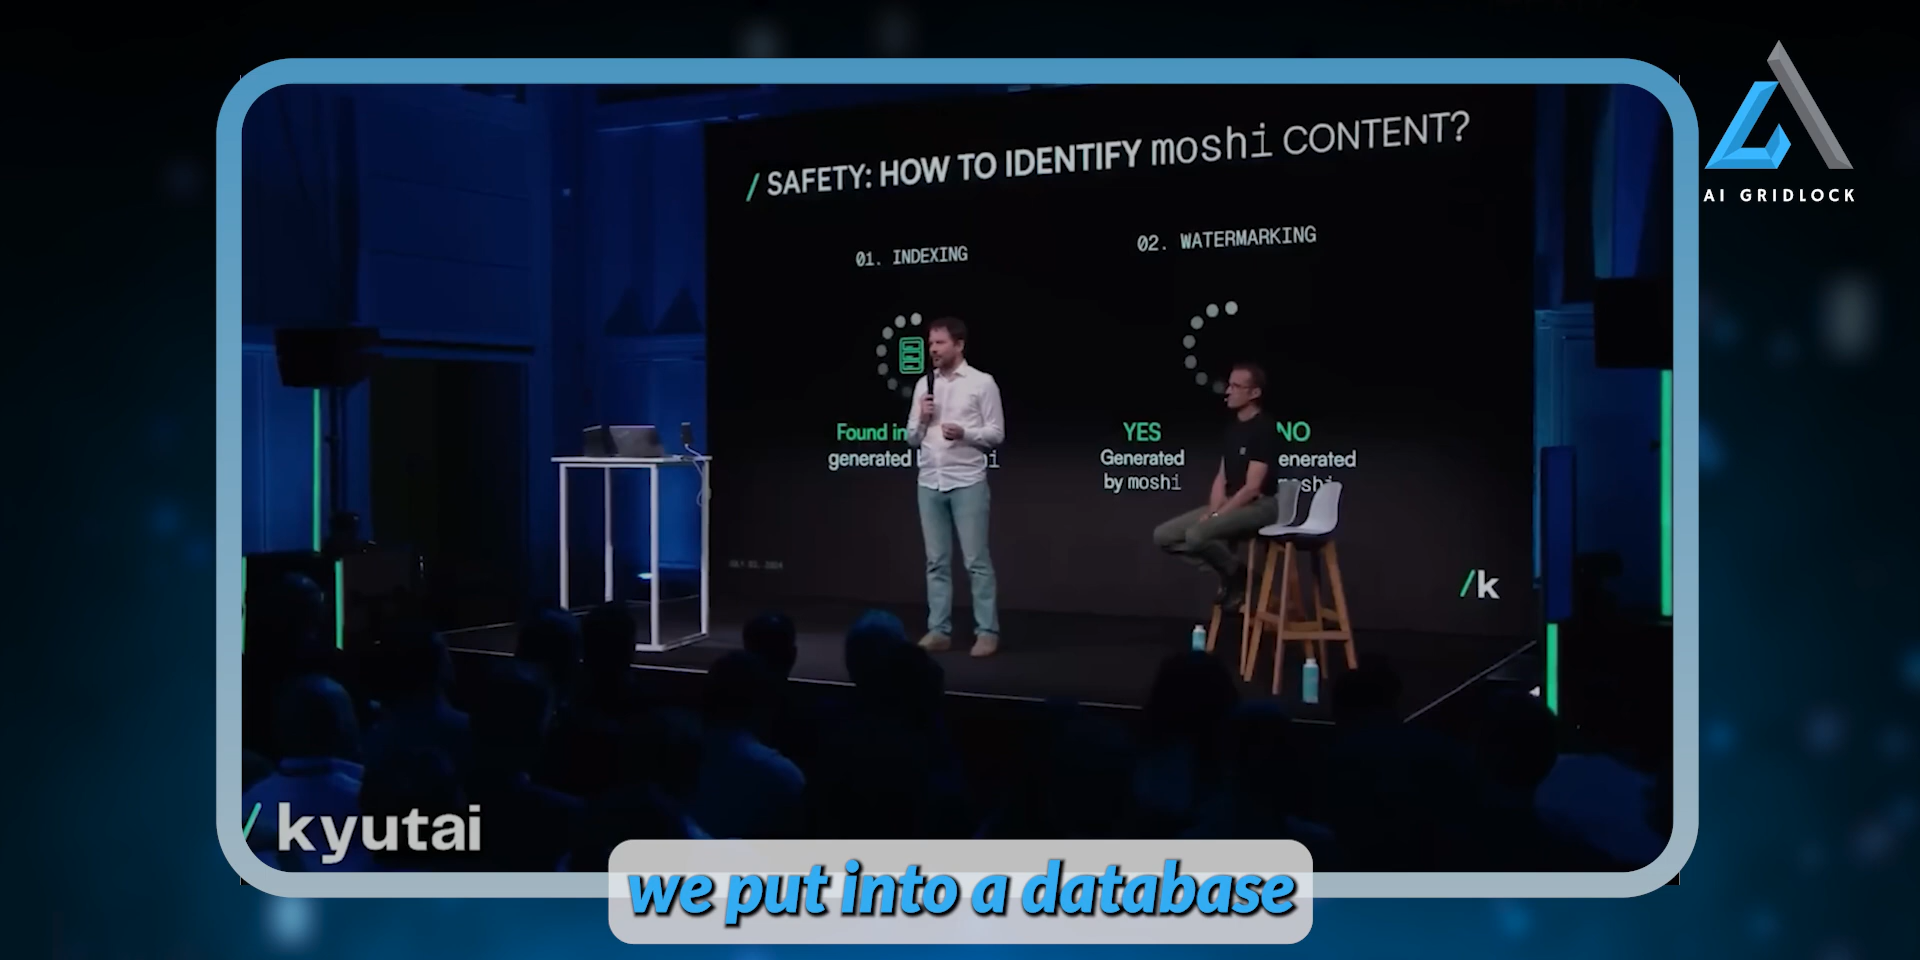 / SAFETY: HOW TO IDENTIFY moshi CONTENT?
AI GRIDLOCK
01. INDEXING
02. WATERMARKING
Found in
generated
YES
Generated
by moshi
NO
enerated
moshi
/k
/ kyutai
we put into a database